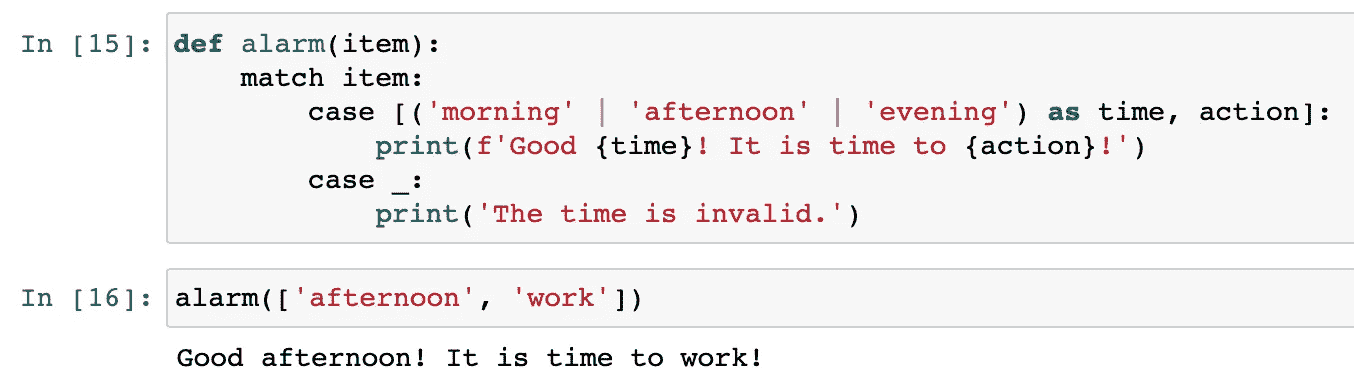 In [15]: def alarm(item):
    match item:
        case [('morning' | 'afternoon' | 'evening') as time, action]:
            print(f'Good {time}! It is time to {action}!')
        case _:
            print('The time is invalid.')
In [16]: alarm(['afternoon', 'work'])
Good afternoon! It is time to work!